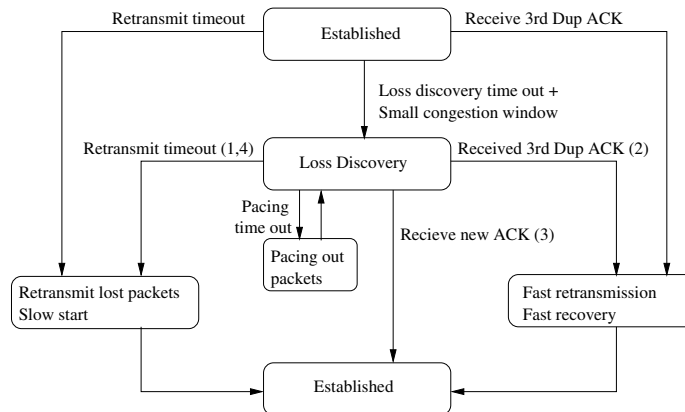 Retransmit timeout
Established
Receive 3rd Dup ACK
Loss discovery time out +
Small congestion window
Retransmit timeout (1,4)
Loss Discovery
Received 3rd Dup ACK (2)
Pacing
time out
Recieve new ACK (3)
Pacing out
packets
Retransmit lost packets
Slow start
Fast retransmission
Fast recovery
Established